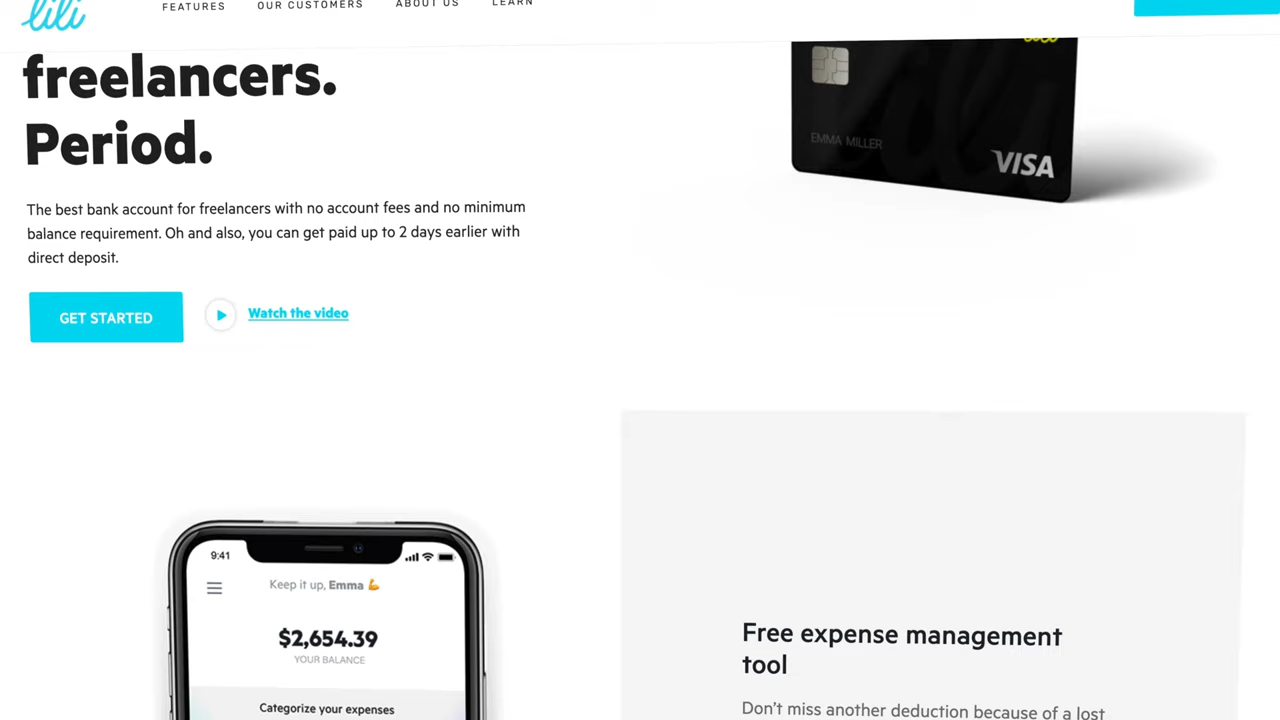 lili
FEATURES
OUR CUSTOMERS
ABOUT US
LEARN
freelancers.
Period.
The best bank account for freelancers with no account fees and no minimum
balance requirement. Oh and also, you can get paid up to 2 days earlier with
direct deposit.
GET STARTED
Watch the video
EMMA MILLER
VISA
9:41
Keep it up, Emma 💪
$2,654.39
YOUR BALANCE
Categorize your expenses
Free expense management
tool
Don't miss another deduction because of a lost